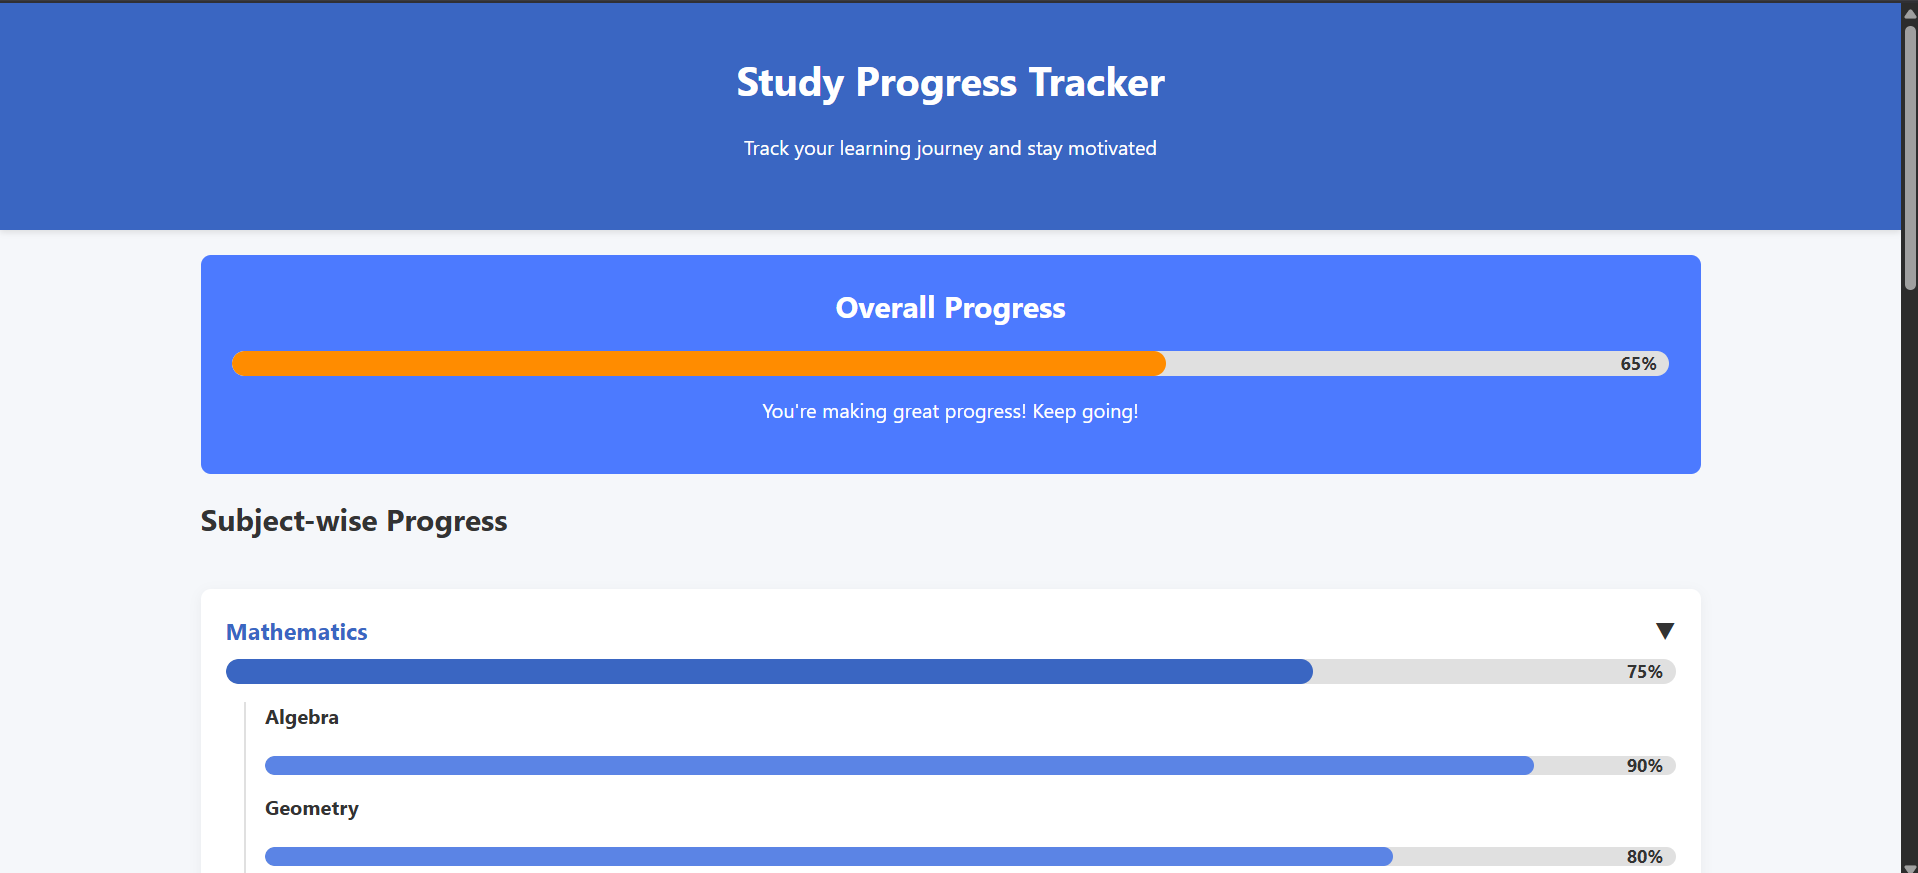 Study Progress Tracker
Track your learning journey and stay motivated
Overall Progress
65%
You're making great progress! Keep going!
Subject-wise Progress
Mathematics
75%
Algebra
90%
Geometry
80%